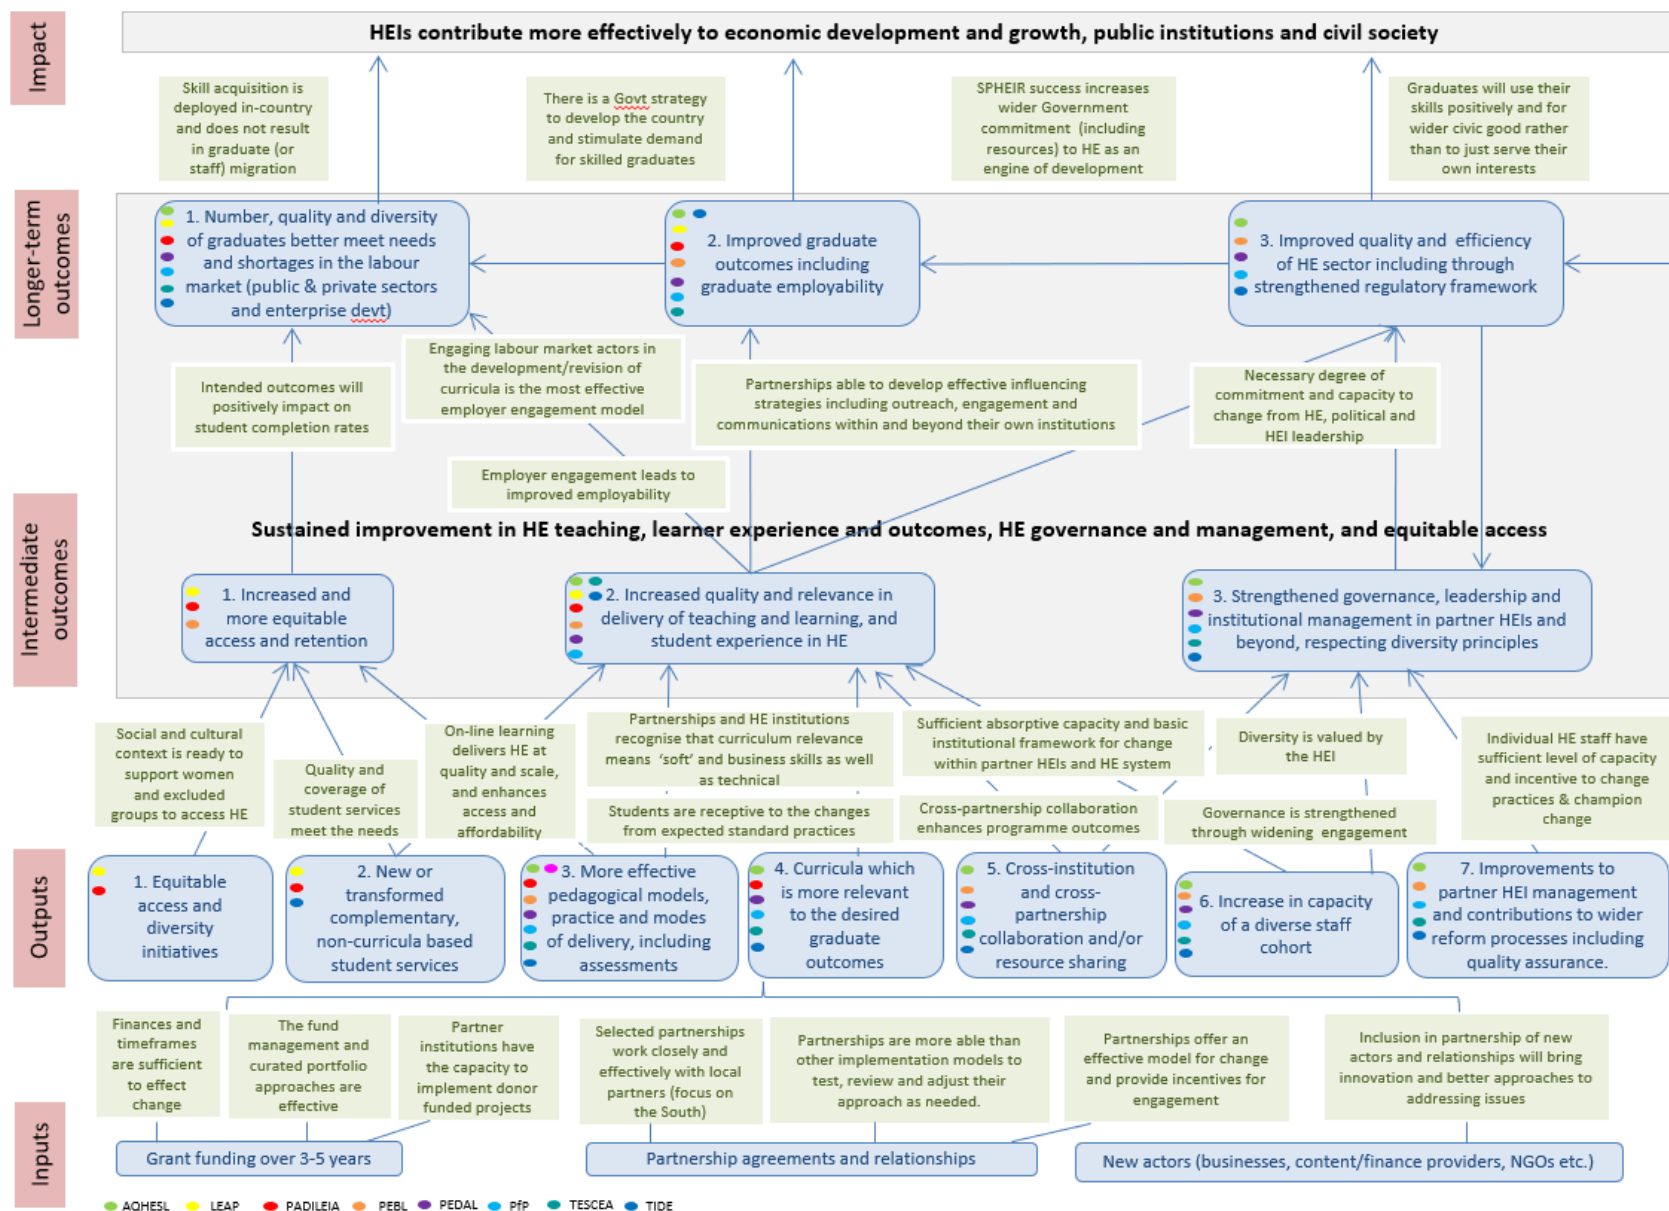 Impact
HEIs contribute more effectively to economic development and growth, public institutions and civil society
Skill acquisition is
deployed in-country
and does not result
in graduate (or
staff) migration
There is a Govt strategy
to develop the country
and stimulate demand
for skilled graduates
SPHEIR success increases
wider Government
commitment (including
resources) to HE as an
engine of development
Graduates will use their
skills positively and for
wider civic good rather
than to just serve their
own interests
Longer-term
outcomes
1. Number, quality and diversity
of graduates better meet needs
and shortages in the labour
market (public & private sectors
and enterprise devt)
2. Improved graduate
outcomes including
graduate employability
3. Improved quality and efficiency
of HE sector including through
strengthened regulatory framework
Intended outcomes will
positively impact on
student completion rates
Engaging labour market actors in
the development/revision of
curricula is the most effective
employer engagement model
Partnerships able to develop effective influencing
strategies including outreach, engagement and
communications within and beyond their own institutions
Necessary degree of
commitment and capacity to
change from HE, political and
HEI leadership
Employer engagement leads to
improved employability
Intermediate
outcomes
Sustained improvement in HE teaching, learner experience and outcomes, HE governance and management, and equitable access
1. Increased and
more equitable
access and retention
2. Increased quality and relevance in
delivery of teaching and learning, and
student experience in HE
3. Strengthened governance, leadership and
institutional management in partner HEIs and
beyond, respecting diversity principles
Social and cultural
context is ready to
support women
and excluded
groups to access HE
Quality and
coverage of
student services
meet the needs
On-line learning
delivers HE at
quality and scale,
and enhances
access and
affordability
Partnerships and HE institutions
recognise that curriculum relevance
means 'soft' and business skills as well
as technical
Students are receptive to the changes
from expected standard practices
Sufficient absorptive capacity and basic
institutional framework for change
within partner HEIs and HE system
Cross-partnership collaboration
enhances programme outcomes
Diversity is valued by
the HEI
Governance is strengthened
through widening engagement
Individual HE staff have
sufficient level of capacity
and incentive to change
practices & champion
change
Outputs
1. Equitable
access and
diversity
initiatives
2. New or
transformed
complementary,
non-curricula based
student services
3. More effective
pedagogical models,
practice and modes
of delivery, including
assessments
4. Curricula which
is more relevant
to the desired
graduate
outcomes
5. Cross-institution
and cross-
partnership
collaboration and/or
resource sharing
6. Increase in capacity
of a diverse staff
cohort
7. Improvements to
partner HEI management
and contributions to wider
reform processes including
quality assurance.
Finances and
timeframes
are sufficient
to effect
change
The fund
management and
curated portfolio
approaches are
effective
Partner
institutions have
the capacity to
implement donor
funded projects
Selected partnerships
work closely and
effectively with local
partners (focus on
the South)
Partnerships are more able than
other implementation models to
test, review and adjust their
approach as needed.
Partnerships offer an
effective model for change
and provide incentives for
engagement
Inclusion in partnership of new
actors and relationships will bring
innovation and better approaches to
addressing issues
Inputs
Grant funding over 3-5 years
Partnership agreements and relationships
New actors (businesses, content/finance providers, NGOs etc.)
AQHESL LEAP PADILEIA PEBL PEDAL PfP TESCEA TIDE